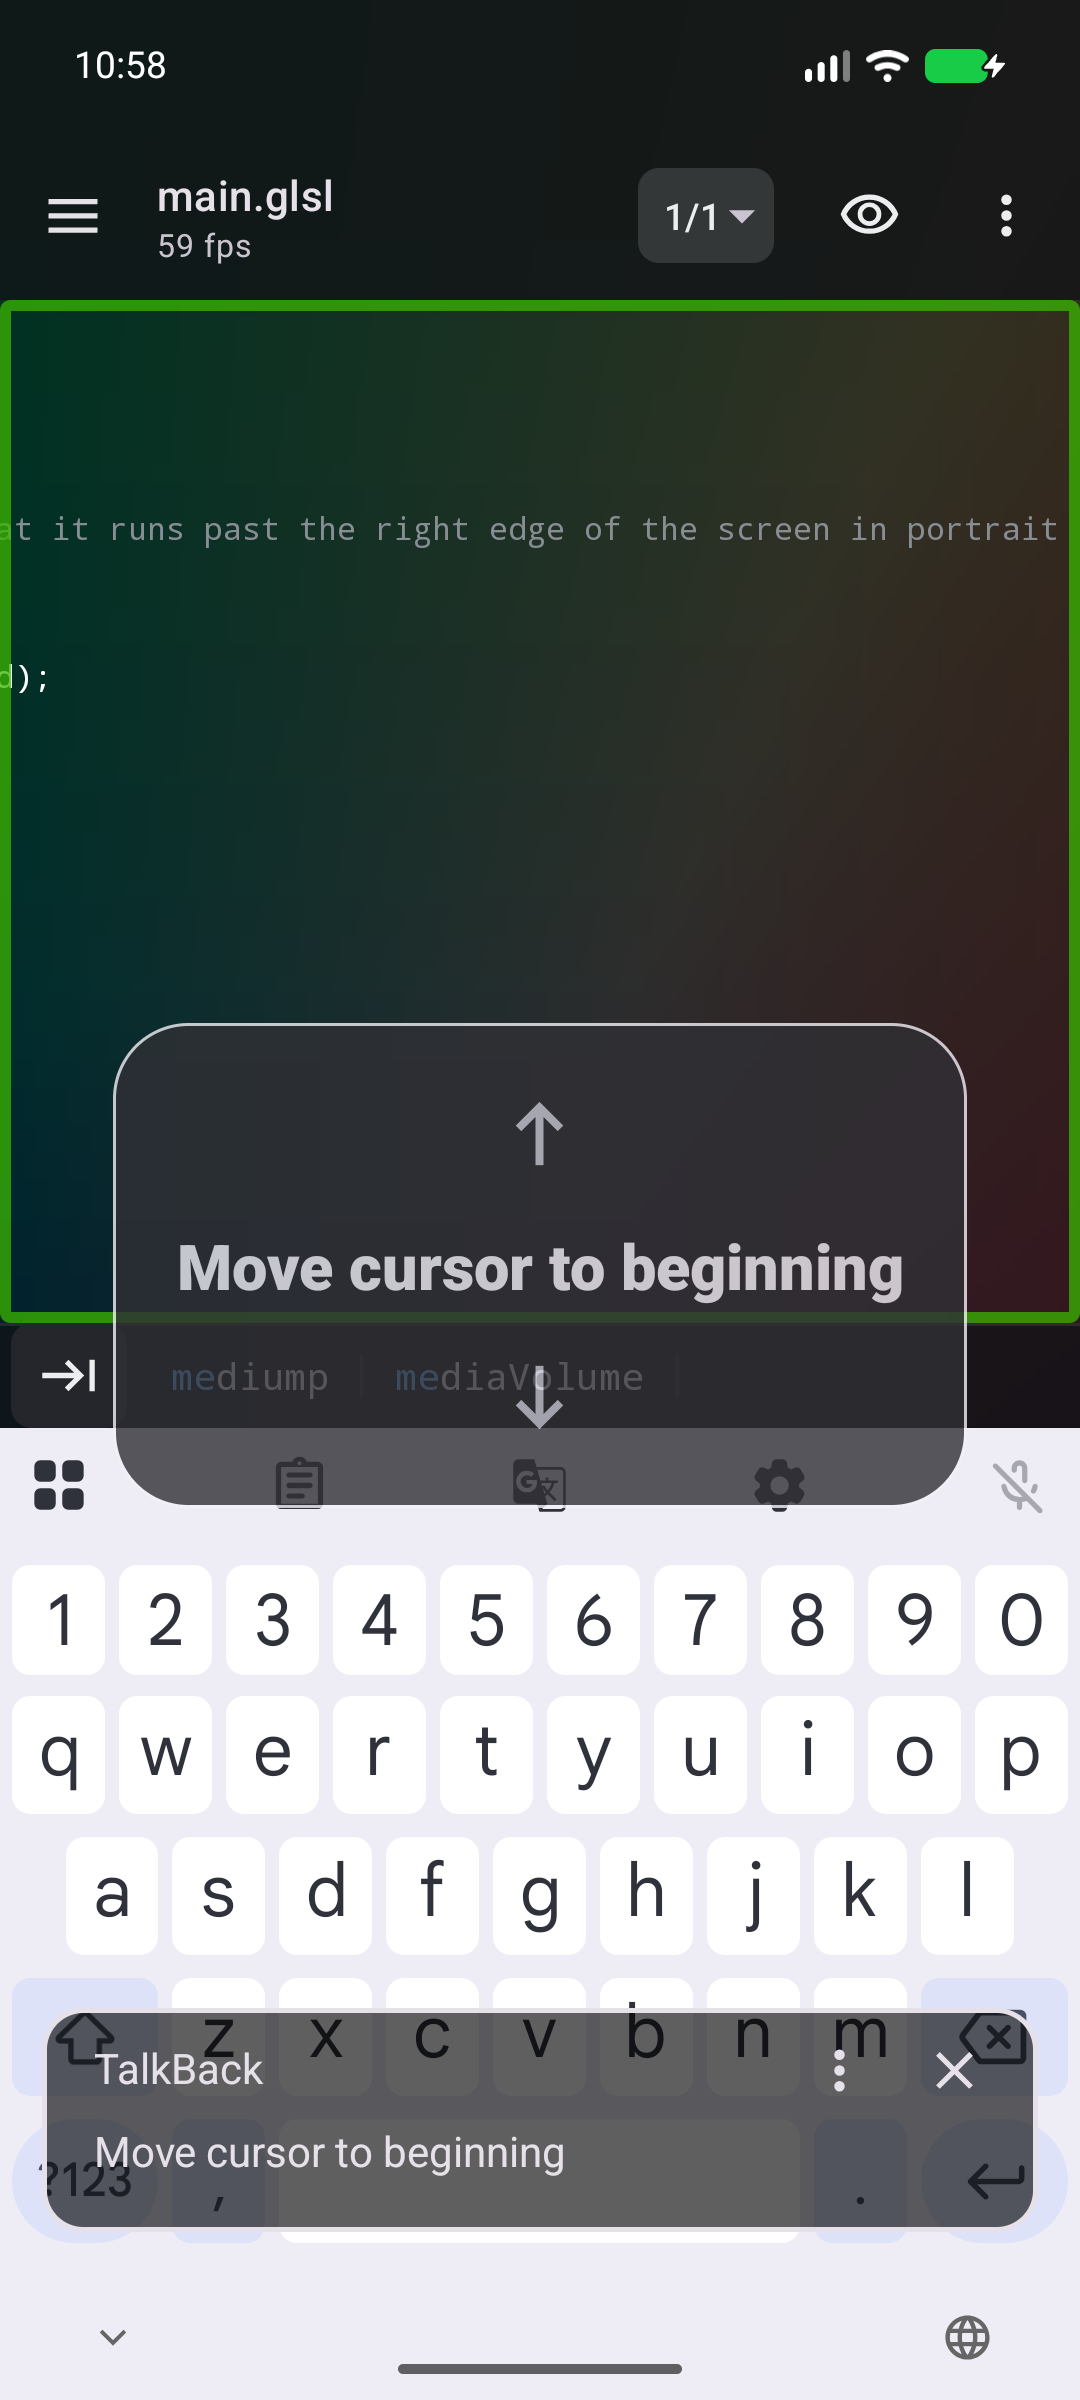 10:58
main.glsl
59 fps
1/1
at it runs past the right edge of the screen in portrait
d);
Move cursor to beginning
mediump
mediaVolume
1 2 3 4 5 6 7 8 9 0
q w e r t y u i o p
a s d f g h j k l
z x c v b n m
TalkBack
Move cursor to beginning
?123 , .